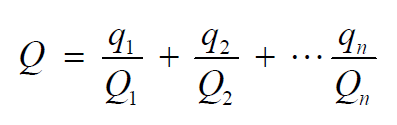 Q = q₁/Q₁ + q₂/Q₂ + ⋯ qₙ/Qₙ